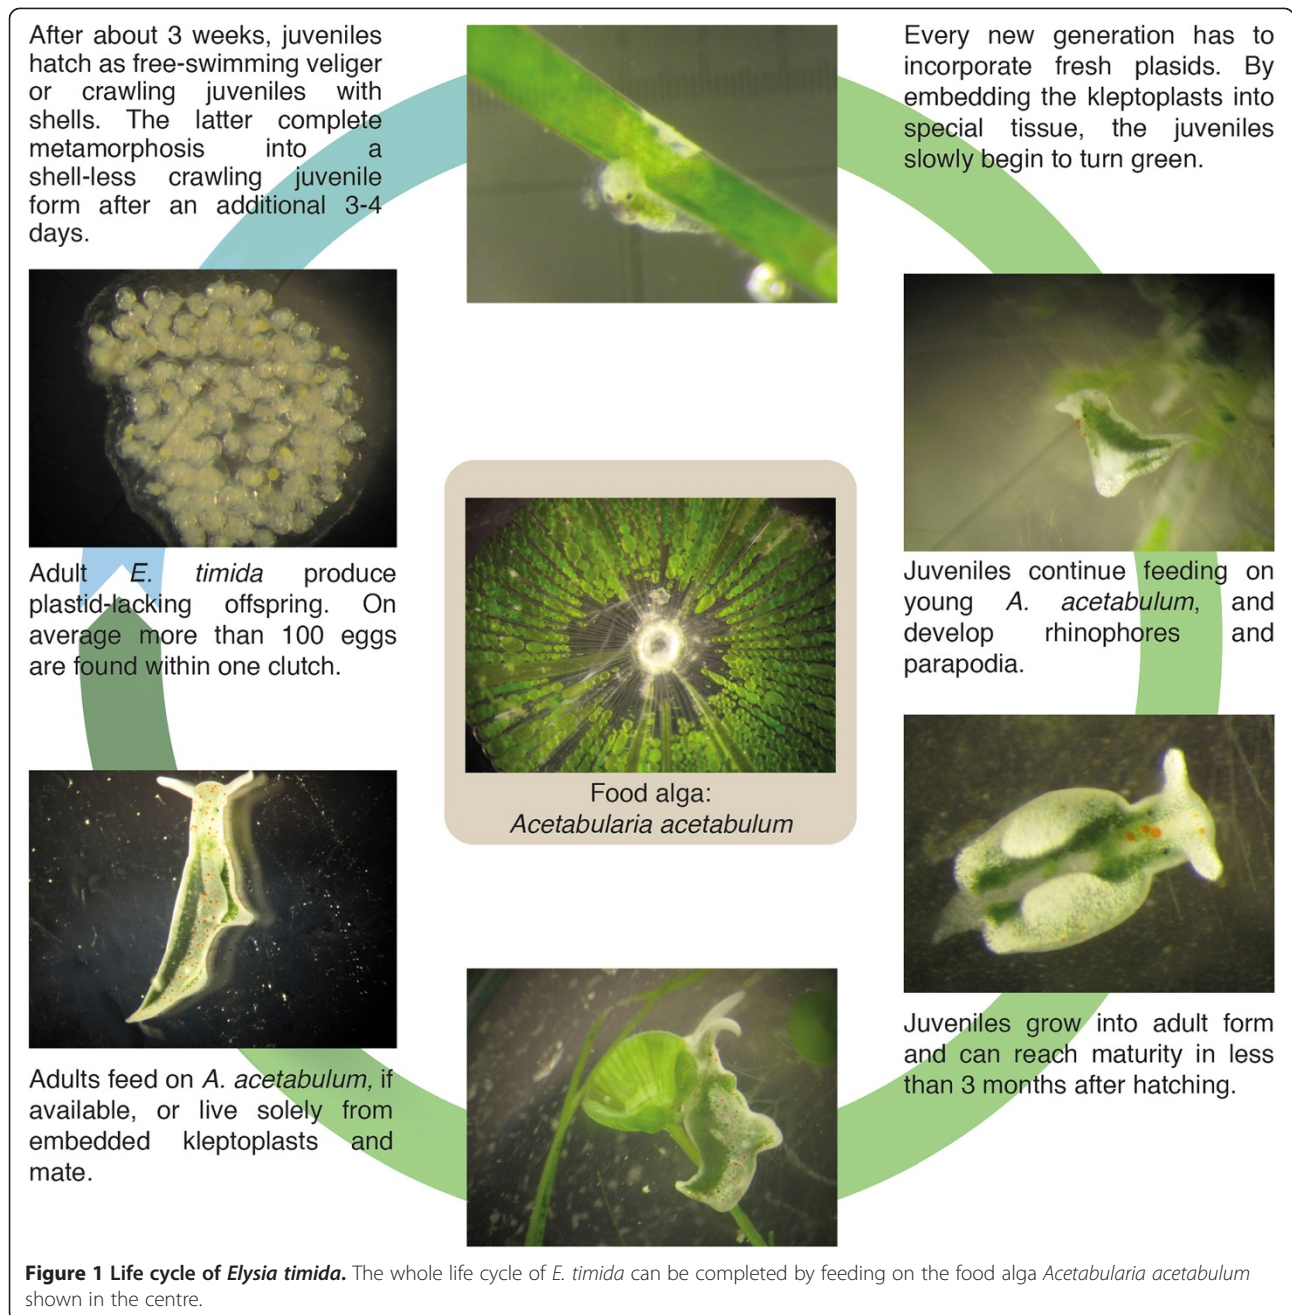 After about 3 weeks, juveniles
hatch as free-swimming veliger
or crawling juveniles with
shells. The latter complete
metamorphosis into a
shell-less crawling juvenile
form after an additional 3-4
days.
Every new generation has to
incorporate fresh plasids. By
embedding the kleptoplasts into
special tissue, the juveniles
slowly begin to turn green.
Adult E. timida produce
plastid-lacking offspring. On
average more than 100 eggs
are found within one clutch.
Juveniles continue feeding on
young A. acetabulum, and
develop rhinophores and
parapodia.
Food alga:
Acetabularia acetabulum
Adults feed on A. acetabulum, if
available, or live solely from
embedded kleptoplasts and
mate.
Juveniles grow into adult form
and can reach maturity in less
than 3 months after hatching.
Figure 1 Life cycle of Elysia timida. The whole life cycle of E. timida can be completed by feeding on the food alga Acetabularia acetabulum
shown in the centre.